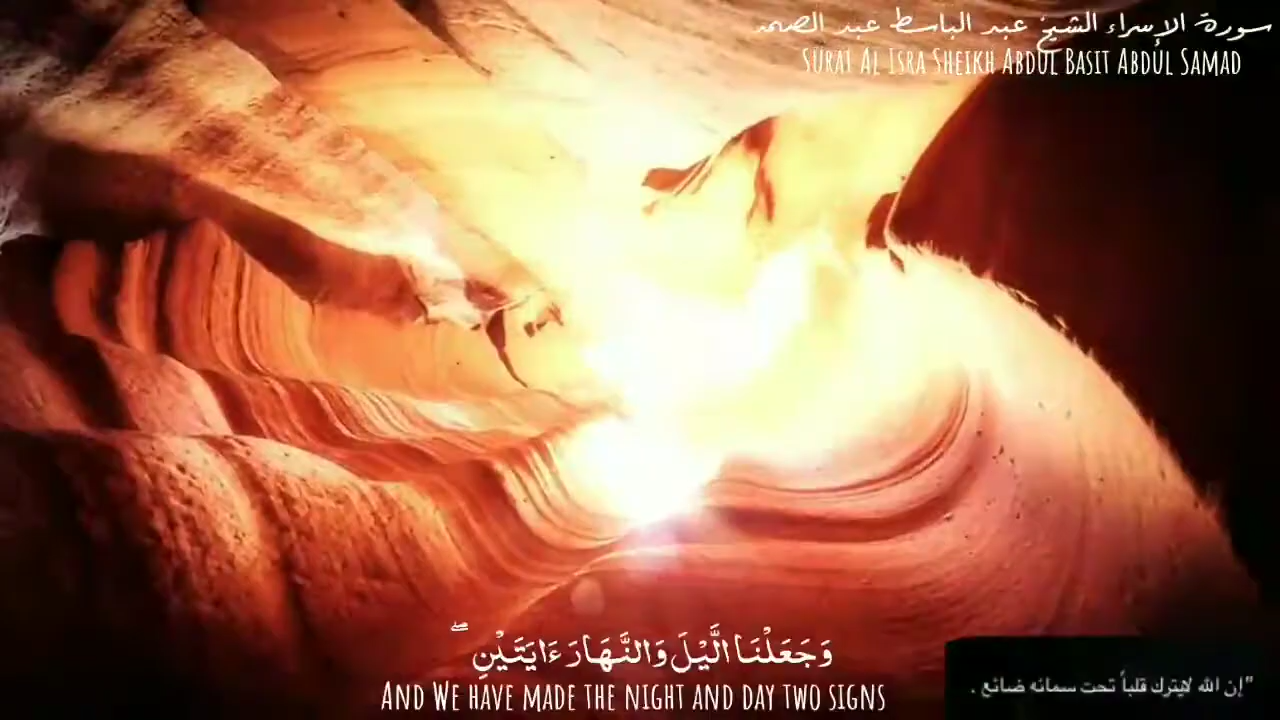 سورة الاسراء الشيخ عبد الباسط عبد الصمد
Surat Al Isra Sheikh Abdul Basit Abdul Samad
وَجَعَلْنَا الَّيْلَ وَالنَّهَارَ ءَايَتَيْنِ ۖ
And We have made the night and day two signs
"إن الله لايترك قلباً تحت سمائه ضائع .